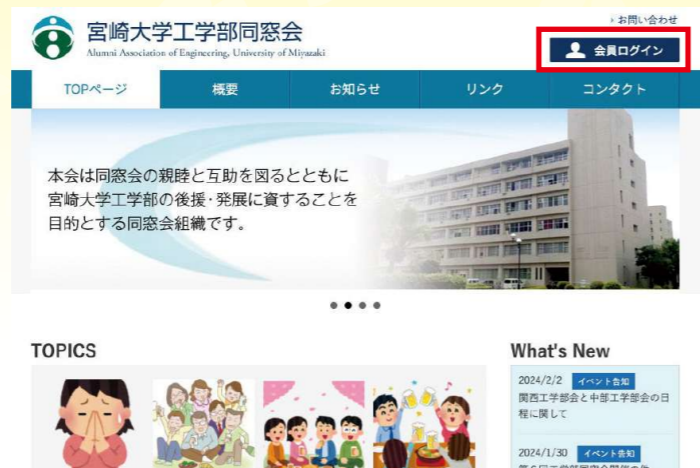 宮崎大学工学部同窓会
Alumni Association of Engineering, University of Miyazaki
お問い合わせ
会員ログイン
TOPページ
概要
お知らせ
リンク
コンタクト
本会は同窓会の親睦と互助を図るとともに
宮崎大学工学部の後援・発展に資することを
目的とする同窓会組織です。
TOPICS
What's New
2024/2/2 イベント告知
関西工学部会と中部工学部会の日
程に関して
2024/1/30 イベント告知